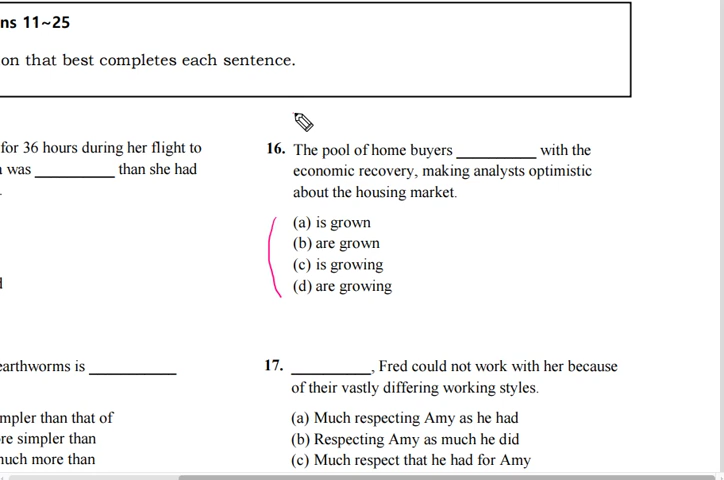 ns 11~25
on that best completes each sentence.
for 36 hours during her flight to
was __________ than she had
earthworms is ___________
mpler than that of
re simpler than
much more than
16. The pool of home buyers __________ with the
economic recovery, making analysts optimistic
about the housing market.
(a) is grown
(b) are grown
(c) is growing
(d) are growing
17. __________, Fred could not work with her because
of their vastly differing working styles.
(a) Much respecting Amy as he had
(b) Respecting Amy as much he did
(c) Much respect that he had for Amy